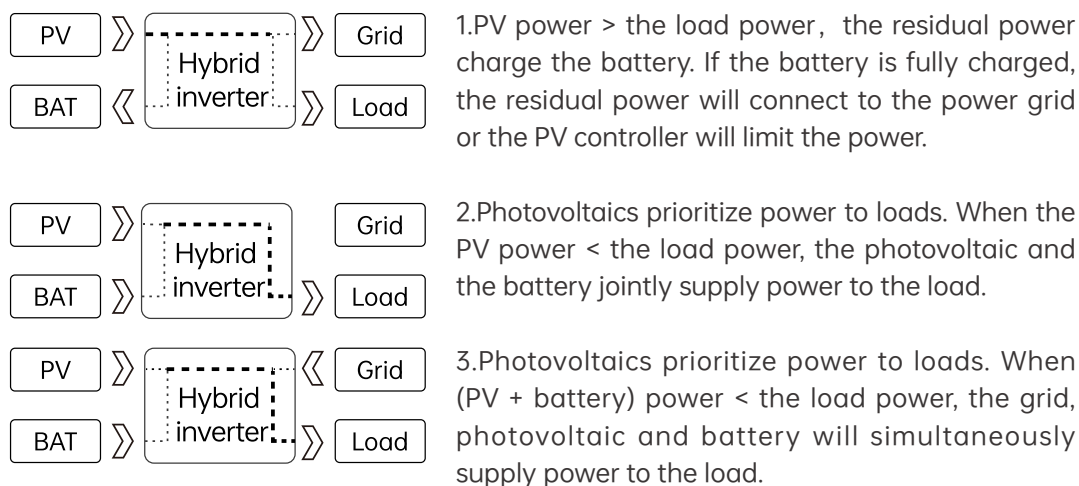 PV
Grid
Hybrid
inverter
BAT
Load
1.PV power > the load power, the residual power
charge the battery. If the battery is fully charged,
the residual power will connect to the power grid
or the PV controller will limit the power.
PV
Grid
Hybrid
inverter
BAT
Load
2.Photovoltaics prioritize power to loads. When the
PV power < the load power, the photovoltaic and
the battery jointly supply power to the load.
PV
Grid
Hybrid
inverter
BAT
Load
3.Photovoltaics prioritize power to loads. When
(PV + battery) power < the load power, the grid,
photovoltaic and battery will simultaneously
supply power to the load.